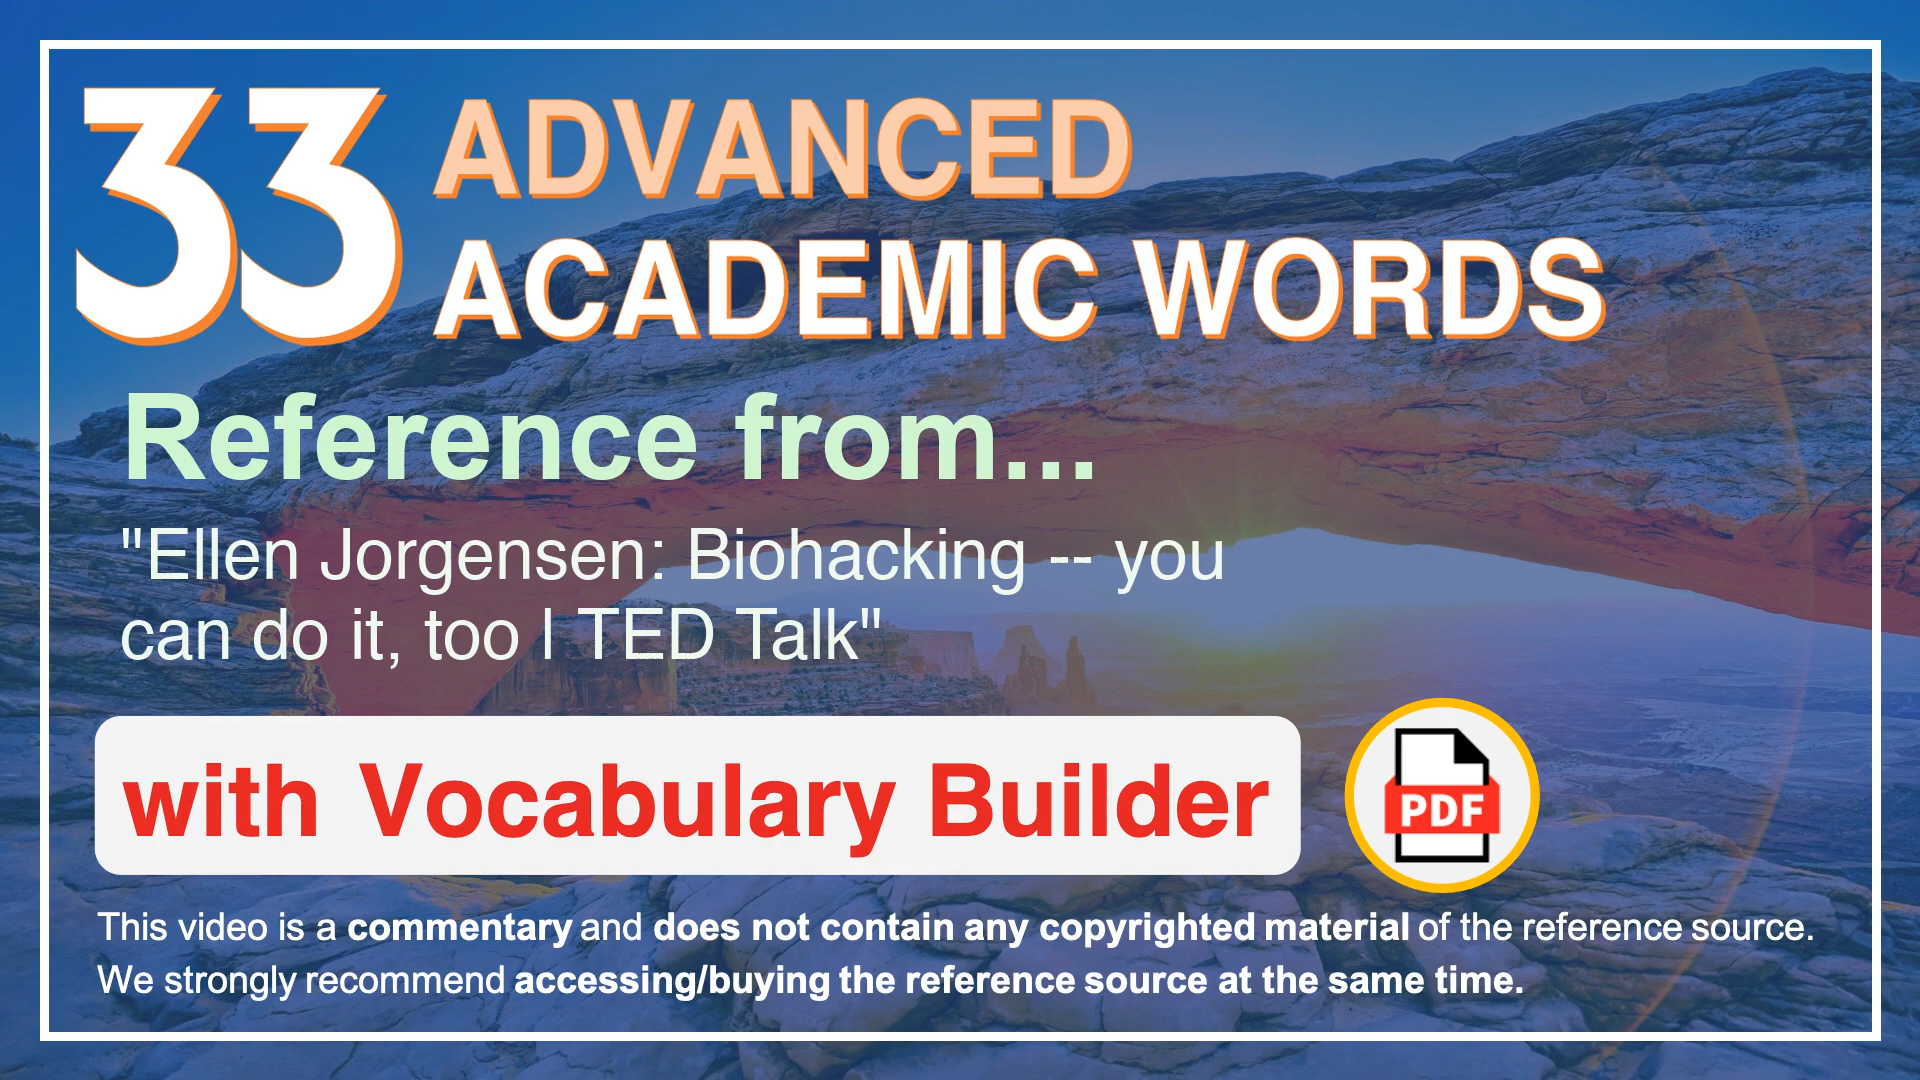 33 ADVANCED
ACADEMIC WORDS
Reference from...
"Ellen Jorgensen: Biohacking -- you
can do it, too | TED Talk"
with Vocabulary Builder
PDF
This video is a commentary and does not contain any copyrighted material of the reference source.
We strongly recommend accessing/buying the reference source at the same time.